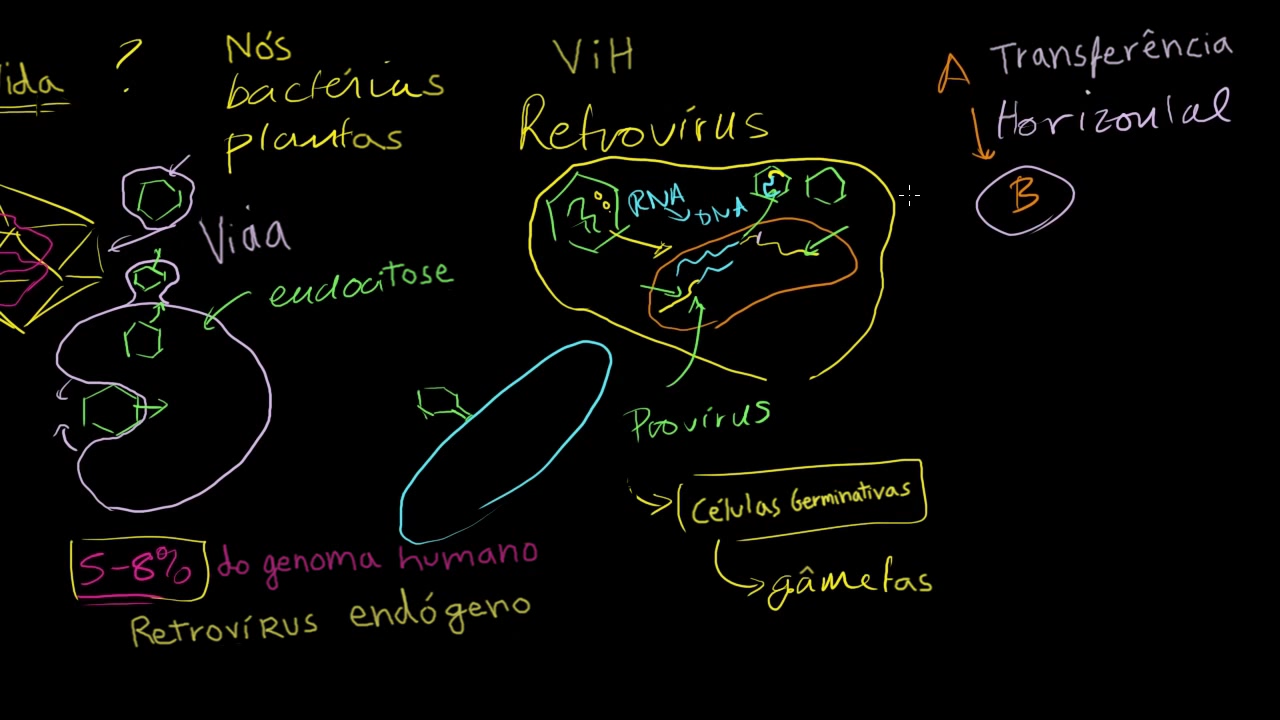 Vida ?
Nós
bactérias
plantas
Vida
endocitose
5-8% do genoma humano
Retrovírus endógeno
ViH
Retrovírus
RNA
DNA
Provírus
Células Germinativas
gâmetas
A
Transferência
Horizontal
B